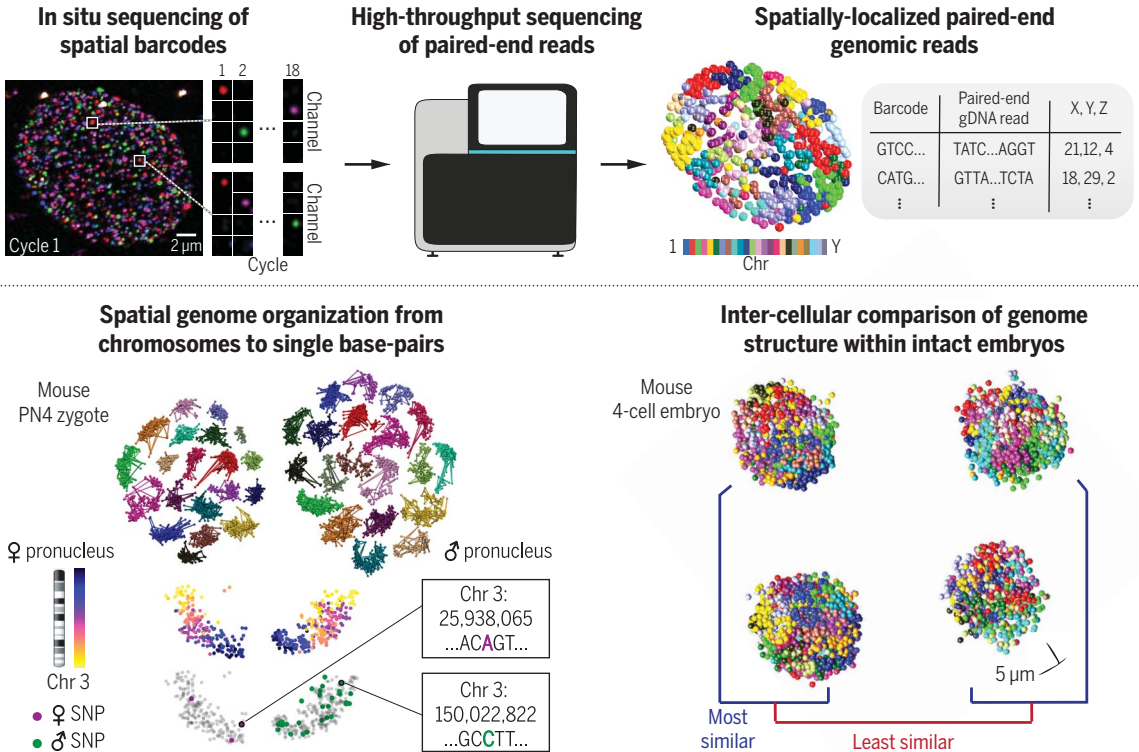 In situ sequencing of
spatial barcodes
1
2
18
...
...
Channel
Channel
Cycle 1
2 μm
Cycle
High-throughput sequencing
of paired-end reads
Spatially-localized paired-end
genomic reads
1
Y
Chr
Barcode
Paired-end
gDNA read
X, Y, Z
GTCC...
TATC...AGGT
21,12, 4
CATG...
GTTA...TCTA
18, 29, 2
⋮
⋮
⋮
Spatial genome organization from
chromosomes to single base-pairs
Mouse
PN4 zygote
♀ pronucleus
♂ pronucleus
Chr 3
♀ SNP
♂ SNP
Chr 3:
25,938,065
...ACAGT...
Chr 3:
150,022,822
...GCCTT...
Inter-cellular comparison of genome
structure within intact embryos
Mouse
4-cell embryo
5 μm
Most
similar
Least similar